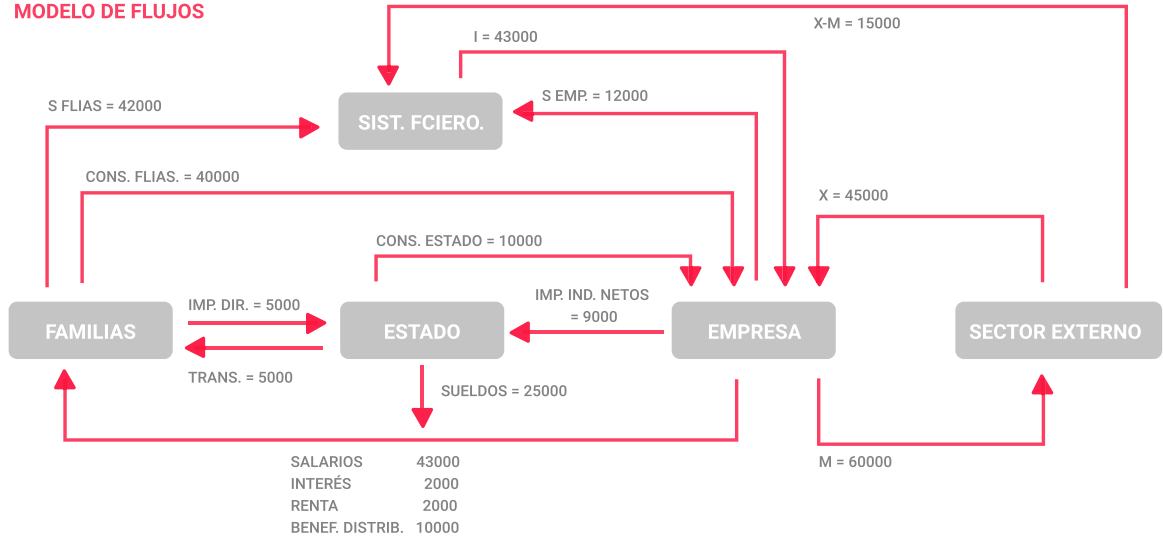 MODELO DE FLUJOS
X-M = 15000
I = 43000
S EMP. = 12000
S FLIAS = 42000
SIST. FCIERO.
CONS. FLIAS. = 40000
X = 45000
CONS. ESTADO = 10000
IMP. DIR. = 5000
IMP. IND. NETOS
= 9000
FAMILIAS
ESTADO
EMPRESA
SECTOR EXTERNO
TRANS. = 5000
SUELDOS = 25000
SALARIOS 43000
M = 60000
INTERÉS 2000
RENTA 2000
BENEF. DISTRIB. 10000